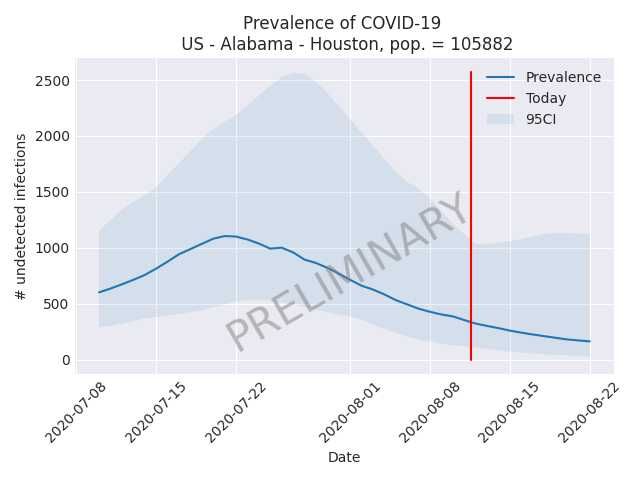 Prevalence of COVID-19
US - Alabama - Houston, pop. = 105882
Prevalence
Today
95CI
2500
2000
1500
1000
500
0
# undetected infections
PRELIMINARY
2020-07-08
2020-07-15
2020-07-22
2020-08-01
2020-08-08
2020-08-15
2020-08-22
Date